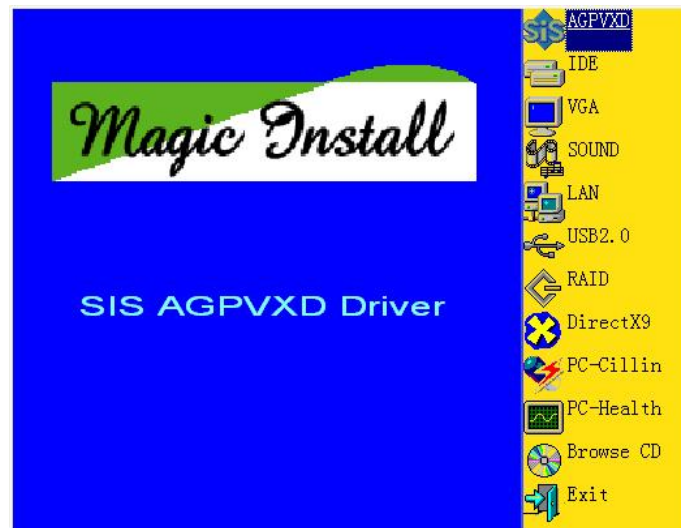 Magic Install
SIS AGPVXD Driver
SiS
AGPVXD
IDE
VGA
SOUND
LAN
USB2.0
RAID
DirectX9
PC-Cillin
PC-Health
Browse CD
Exit